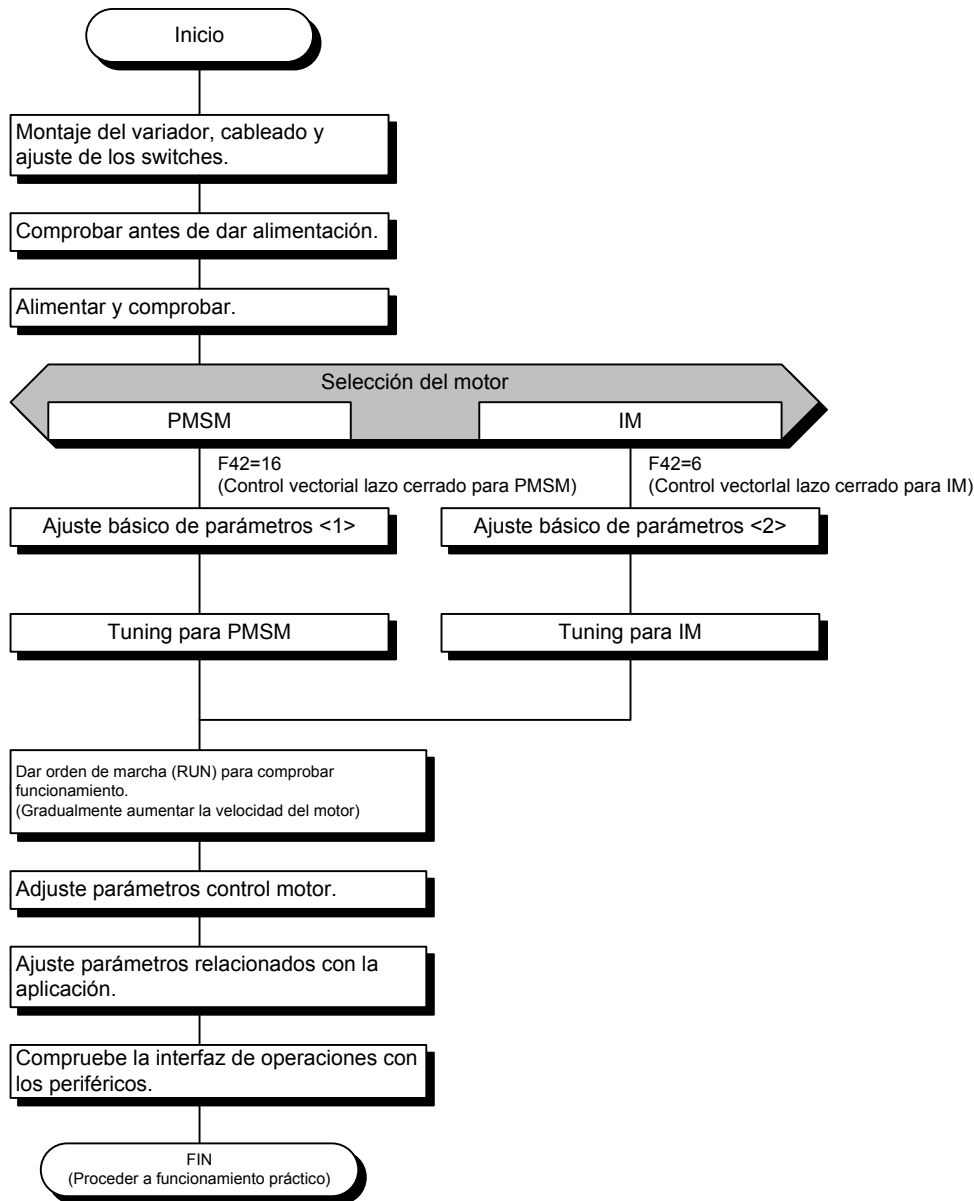 Inicio
Montaje del variador, cableado y
ajuste de los switches.
Comprobar antes de dar alimentación.
Alimentar y comprobar.
Selección del motor
PMSM
IM
F42=16
(Control vectorial lazo cerrado para PMSM)
F42=6
(Control vectorIal lazo cerrado para IM)
Ajuste básico de parámetros <1>
Ajuste básico de parámetros <2>
Tuning para PMSM
Tuning para IM
Dar orden de marcha (RUN) para comprobar
funcionamiento.
(Gradualmente aumentar la velocidad del motor)
Adjuste parámetros control motor.
Ajuste parámetros relacionados con la
aplicación.
Compruebe la interfaz de operaciones con
los periféricos.
FIN
(Proceder a funcionamiento práctico)